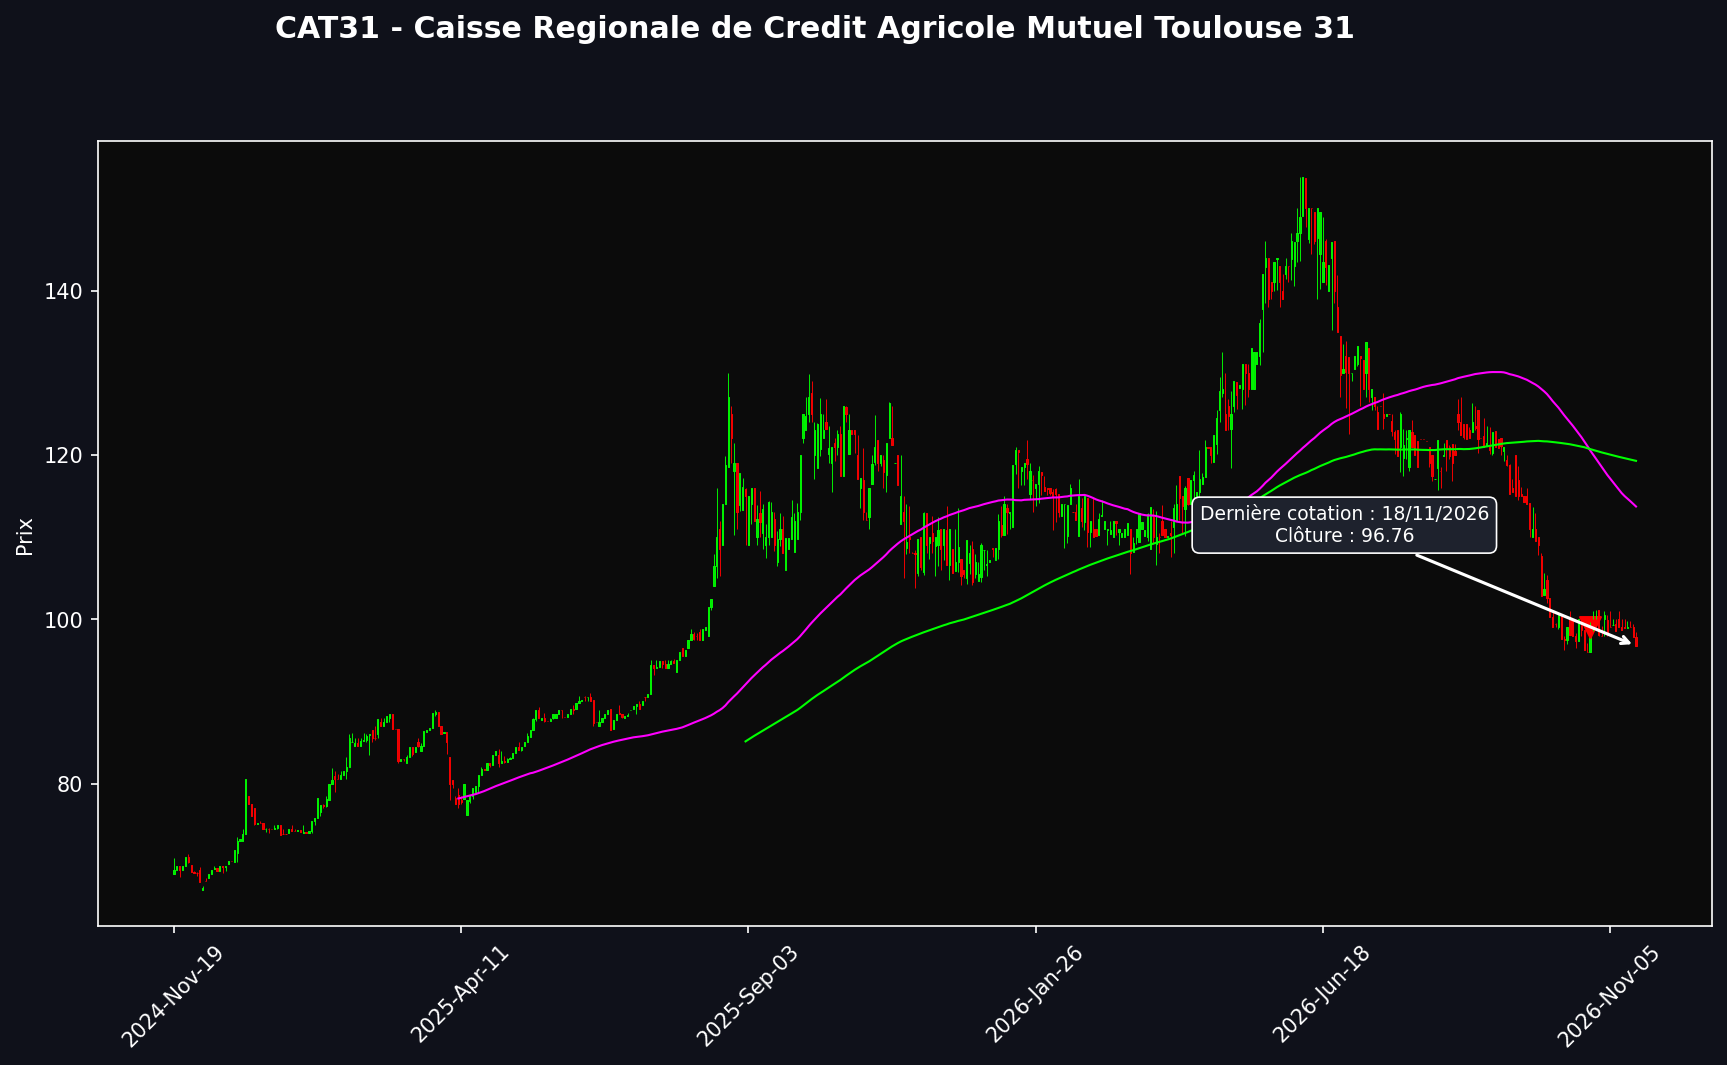 CAT31 - Caisse Regionale de Credit Agricole Mutuel Toulouse 31
Prix
140
120
100
80
Dernière cotation : 18/11/2026
Clôture : 96.76
2024-Nov-19
2025-Apr-11
2025-Sep-03
2026-Jan-26
2026-Jun-18
2026-Nov-05